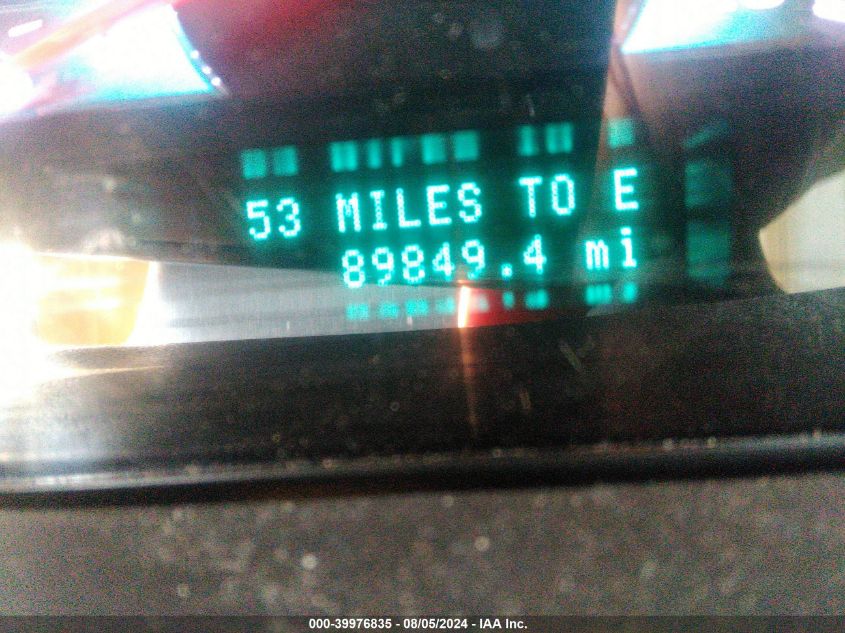 53 MILES TO E
89849.4 mi
000-39976835 - 08/05/2024 - IAA Inc.